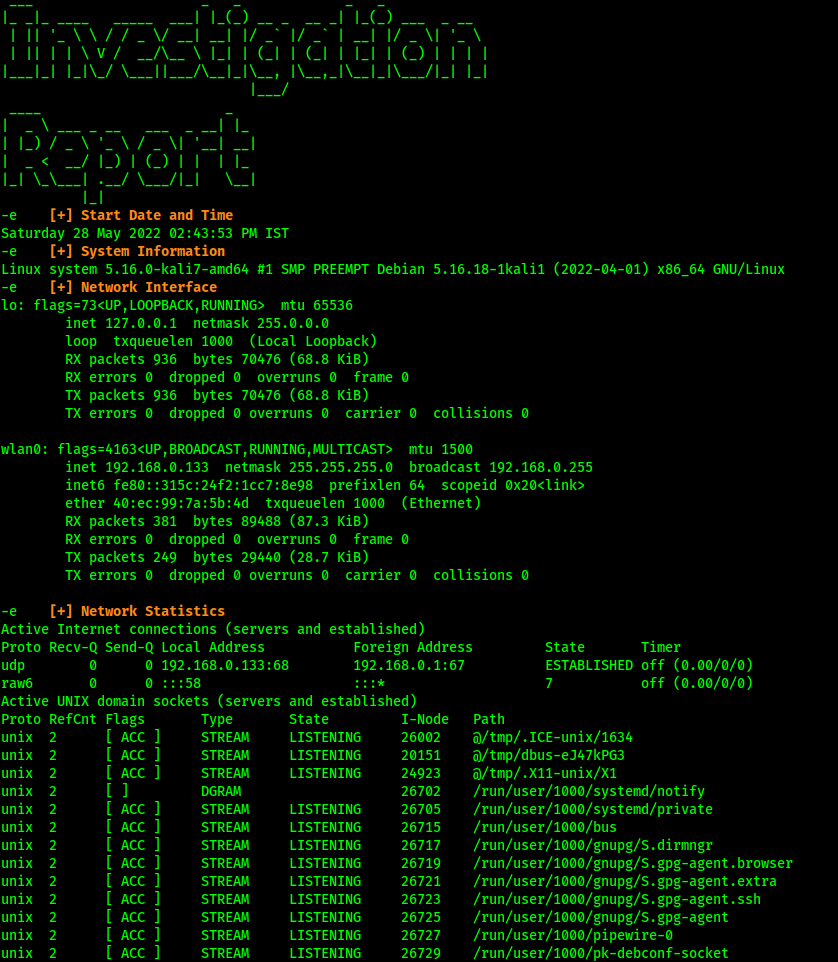 Investigation
Report
-e    [+] Start Date and Time
Saturday 28 May 2022 02:43:53 PM IST
-e    [+] System Information
Linux system 5.16.0-kali7-amd64 #1 SMP PREEMPT Debian 5.16.18-1kali1 (2022-04-01) x86_64 GNU/Linux
-e    [+] Network Interface
lo: flags=73<UP,LOOPBACK,RUNNING>  mtu 65536
        inet 127.0.0.1  netmask 255.0.0.0
        loop  txqueuelen 1000  (Local Loopback)
        RX packets 936  bytes 70476 (68.8 KiB)
        RX errors 0  dropped 0  overruns 0  frame 0
        TX packets 936  bytes 70476 (68.8 KiB)
        TX errors 0  dropped 0 overruns 0  carrier 0  collisions 0

wlan0: flags=4163<UP,BROADCAST,RUNNING,MULTICAST>  mtu 1500
        inet 192.168.0.133  netmask 255.255.255.0  broadcast 192.168.0.255
        inet6 fe80::315c:24f2:1cc7:8e98  prefixlen 64  scopeid 0x20<link>
        ether 40:ec:99:7a:5b:4d  txqueuelen 1000  (Ethernet)
        RX packets 381  bytes 89488 (87.3 KiB)
        RX errors 0  dropped 0  overruns 0  frame 0
        TX packets 249  bytes 29440 (28.7 KiB)
        TX errors 0  dropped 0 overruns 0  carrier 0  collisions 0

-e    [+] Network Statistics
Active Internet connections (servers and established)
Proto Recv-Q Send-Q Local Address           Foreign Address         State       Timer
udp        0      0 192.168.0.133:68        192.168.0.1:67          ESTABLISHED off (0.00/0/0)
raw6       0      0 :::58                   :::*                    7           off (0.00/0/0)
Active UNIX domain sockets (servers and established)
Proto RefCnt Flags       Type       State         I-Node   Path
unix  2      [ ACC ]     STREAM     LISTENING     26002    @/tmp/.ICE-unix/1634
unix  2      [ ACC ]     STREAM     LISTENING     20151    @/tmp/dbus-eJ47kPG3
unix  2      [ ACC ]     STREAM     LISTENING     24923    @/tmp/.X11-unix/X1
unix  2      [ ]         DGRAM                    26702    /run/user/1000/systemd/notify
unix  2      [ ACC ]     STREAM     LISTENING     26705    /run/user/1000/systemd/private
unix  2      [ ACC ]     STREAM     LISTENING     26715    /run/user/1000/bus
unix  2      [ ACC ]     STREAM     LISTENING     26717    /run/user/1000/gnupg/S.dirmngr
unix  2      [ ACC ]     STREAM     LISTENING     26719    /run/user/1000/gnupg/S.gpg-agent.browser
unix  2      [ ACC ]     STREAM     LISTENING     26721    /run/user/1000/gnupg/S.gpg-agent.extra
unix  2      [ ACC ]     STREAM     LISTENING     26723    /run/user/1000/gnupg/S.gpg-agent.ssh
unix  2      [ ACC ]     STREAM     LISTENING     26725    /run/user/1000/gnupg/S.gpg-agent
unix  2      [ ACC ]     STREAM     LISTENING     26727    /run/user/1000/pipewire-0
unix  2      [ ACC ]     STREAM     LISTENING     26729    /run/user/1000/pk-debconf-socket